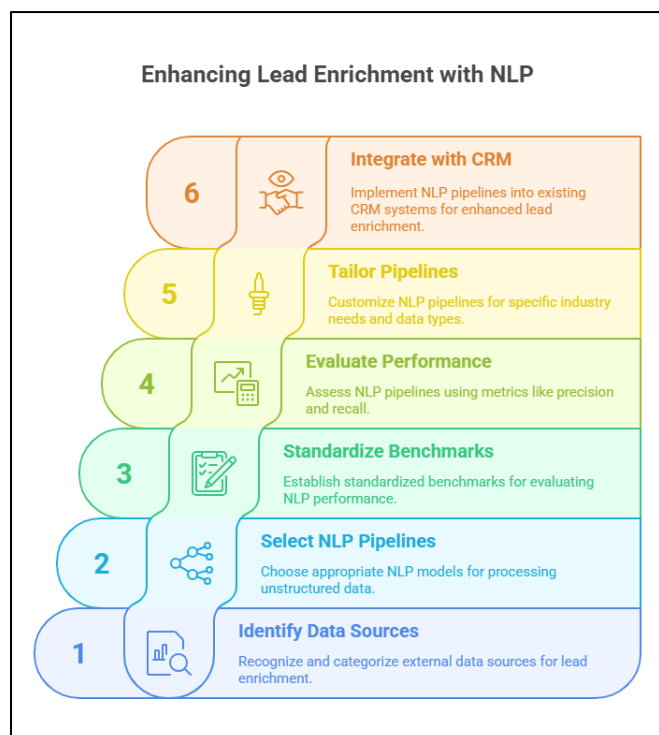 Enhancing Lead Enrichment with NLP
6
Integrate with CRM
Implement NLP pipelines into existing
CRM systems for enhanced lead
enrichment.
5
Tailor Pipelines
Customize NLP pipelines for specific industry
needs and data types.
4
Evaluate Performance
Assess NLP pipelines using metrics like precision
and recall.
3
Standardize Benchmarks
Establish standardized benchmarks for evaluating
NLP performance.
2
Select NLP Pipelines
Choose appropriate NLP models for processing
unstructured data.
1
Identify Data Sources
Recognize and categorize external data sources for lead
enrichment.